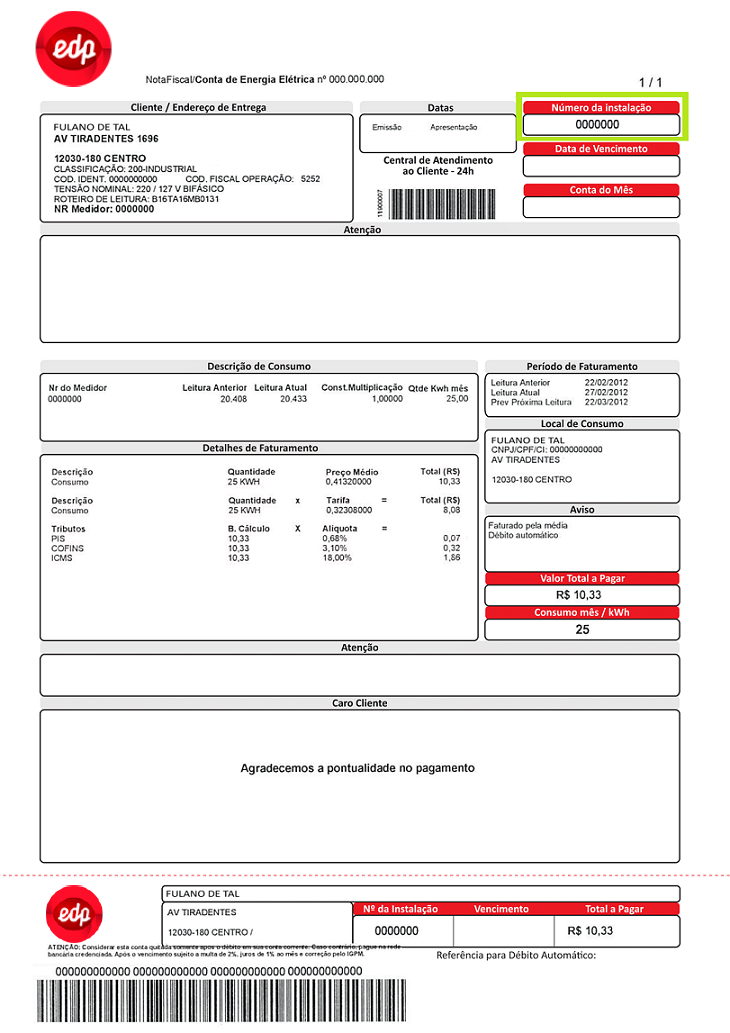 edp
NotaFiscal/Conta de Energia Elétrica nº 000.000.000
1 / 1
Cliente / Endereço de Entrega
FULANO DE TAL
AV TIRADENTES 1696
12030-180 CENTRO
CLASSIFICAÇÃO: 200-INDUSTRIAL
COD. IDENT. 0000000000 COD. FISCAL OPERAÇÃO: 5252
TENSÃO NOMINAL: 220 / 127 V BIFÁSICO
ROTEIRO DE LEITURA: B16TA16MB0131
NR Medidor: 0000000
Datas
Emissão Apresentação
Central de Atendimento
ao Cliente - 24h
11900007
Número da instalação
0000000
Data de Vencimento
Conta do Mês
Atenção
Descrição de Consumo
Nr do Medidor Leitura Anterior Leitura Atual Const.Multiplicação Qtde Kwh mês
0000000 20.408 20.433 1,00000 25,00
Período de Faturamento
Leitura Anterior 22/02/2012
Leitura Atual 27/02/2012
Prev Próxima Leitura 22/03/2012
Local de Consumo
FULANO DE TAL
CNPJ/CPF/CI: 00000000000
AV TIRADENTES
12030-180 CENTRO
Detalhes de Faturamento
Descrição Quantidade Preço Médio Total (R$)
Consumo 25 KWH 0,41320000 10,33
Descrição Quantidade x Tarifa = Total (R$)
Consumo 25 KWH 0,32308000 8,08
Tributos B. Cálculo X Alíquota =
PIS 10,33 0,68% 0,07
COFINS 10,33 3,10% 0,32
ICMS 10,33 18,00% 1,86
Aviso
Faturado pela média
Débito automático
Valor Total a Pagar
R$ 10,33
Consumo mês / kWh
25
Atenção
Caro Cliente
Agradecemos a pontualidade no pagamento
edp
FULANO DE TAL
AV TIRADENTES
12030-180 CENTRO /
Nº da Instalação Vencimento Total a Pagar
0000000 R$ 10,33
ATENÇÃO: Considerar esta conta quitada somente após o débito em sua conta corrente. Caso contrário, pague na rede
bancária credenciada. Após o vencimento sujeito a multa de 2%, juros de 1% ao mês e correção pelo IGPM.
Referência para Débito Automático:
000000000000 000000000000 000000000000 000000000000